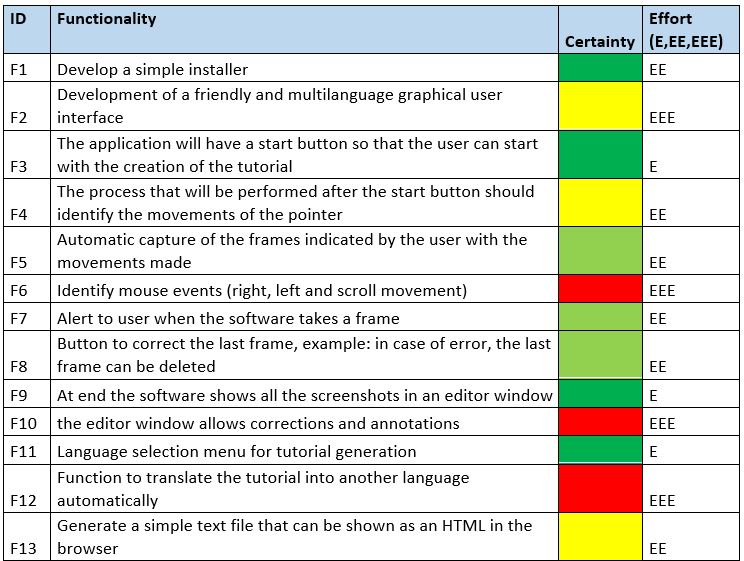 ID Functionality Certainty Effort
(E,EE,EEE)
F1 Develop a simple installer EE
Development of a friendly and multilanguage graphical user
F2 interface EEE
The application will have a start button so that the user can start
F3 with the creation of the tutorial E
The process that will be performed after the start button should
F4 identify the movements of the pointer EE
Automatic capture of the frames indicated by the user with the
F5 movements made EE
F6 Identify mouse events (right, left and scroll movement) EEE
F7 Alert to user when the software takes a frame EE
Button to correct the last frame, example: in case of error, the last
F8 frame can be deleted EE
F9 At end the software shows all the screenshots in an editor window E
F10 the editor window allows corrections and annotations EEE
F11 Language selection menu for tutorial generation E
Function to translate the tutorial into another language
F12 automatically EEE
Generate a simple text file that can be shown as an HTML in the
F13 browser EE